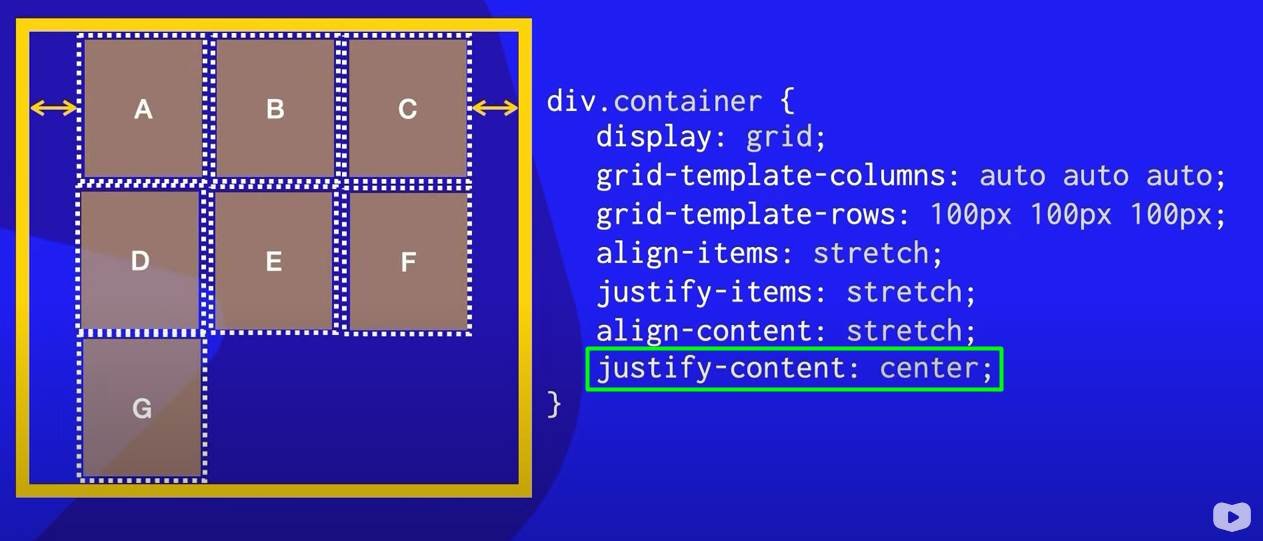 A B C
D E F
G
div.container {
display: grid;
grid-template-columns: auto auto auto;
grid-template-rows: 100px 100px 100px;
align-items: stretch;
justify-items: stretch;
align-content: stretch;
justify-content: center;
}